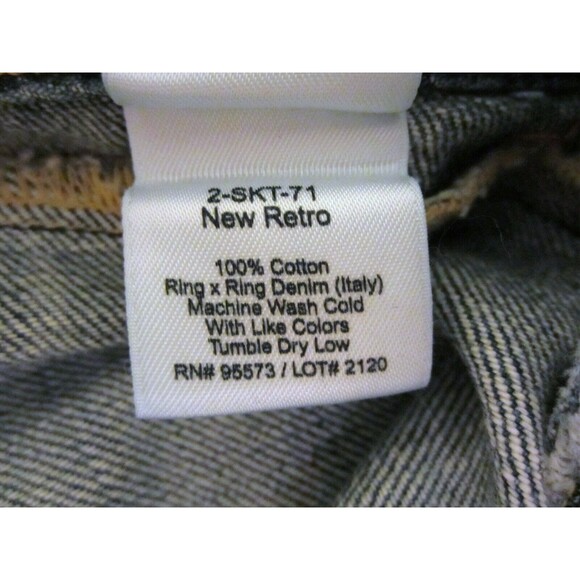 2-SKT-71
New Retro
100% Cotton
Ring x Ring Denim (Italy)
Machine Wash Cold
With Like Colors
Tumble Dry Low
RN# 95573 / LOT# 2120